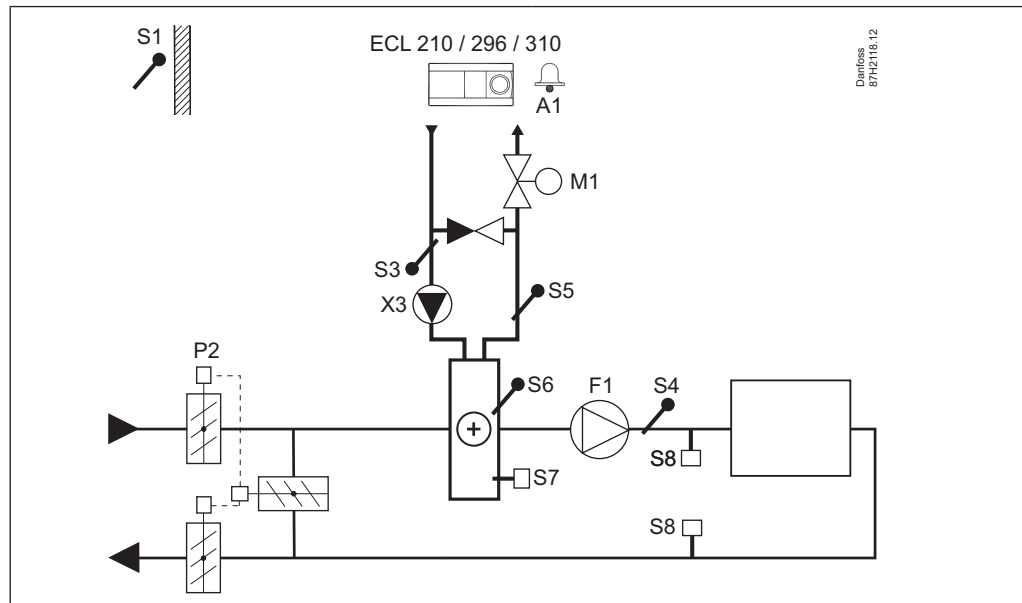 S1
ECL 210 / 296 / 310
A1
Danfoss
87H2118.12
M1
S3
S5
X3
P2
S6
F1
S4
S8
S7
S8